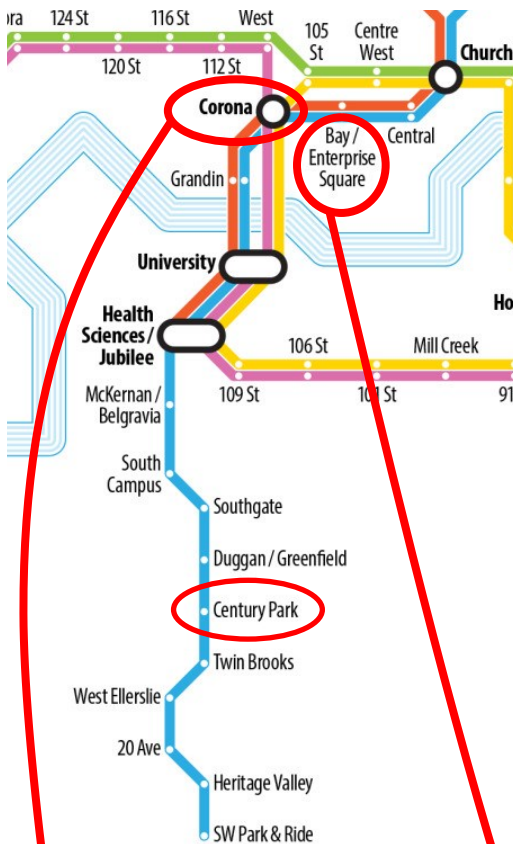 ora
124 St
116 St
West
105
St
Centre
West
Church
120 St
112 St
Corona
Bay /
Enterprise
Square
Central
Grandin
University
Ho
Health
Sciences /
Jubilee
106 St
Mill Creek
McKernan /
Belgravia
109 St
101 St
91
South
Campus
Southgate
Duggan / Greenfield
Century Park
Twin Brooks
West Ellerslie
20 Ave
Heritage Valley
SW Park & Ride